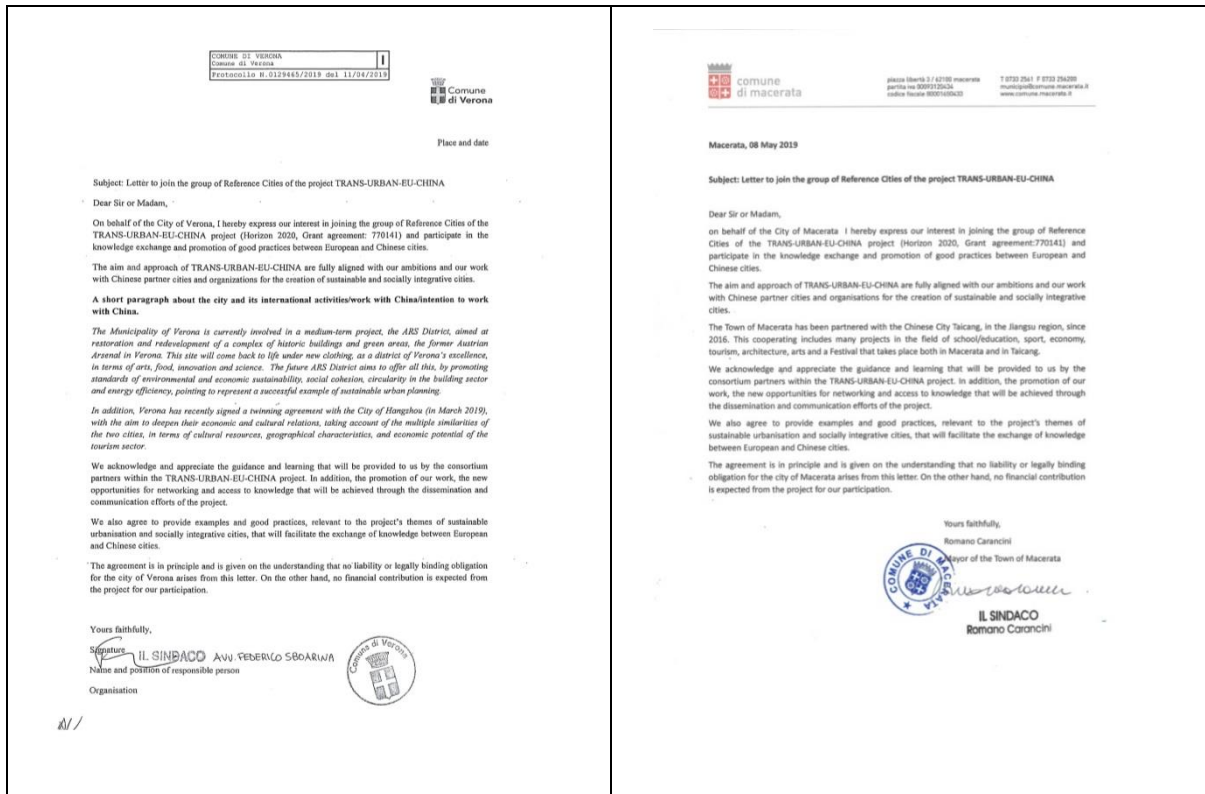 COMUNE DI VERONA
Comune di Verona
I
Protocollo N.0129465/2019 del 11/04/2019
Comune
di Verona
Place and date
Subject: Letter to join the group of Reference Cities of the project TRANS-URBAN-EU-CHINA
Dear Sir or Madam,
On behalf of the City of Verona, I hereby express our interest in joining the group of Reference Cities of the
TRANS-URBAN-EU-CHINA project (Horizon 2020, Grant agreement: 770141) and participate in the
knowledge exchange and promotion of good practices between European and Chinese cities.
The aim and approach of TRANS-URBAN-EU-CHINA are fully aligned with our ambitions and our work
with Chinese partner cities and organizations for the creation of sustainable and socially integrative cities.
A short paragraph about the city and its international activities/work with China/intention to work
with China.
The Municipality of Verona is currently involved in a medium-term project, the ARS District, aimed at
restoration and redevelopment of a complex of historic buildings and green areas, the former Austrian
Arsenal in Verona. This site will come back to life under new clothing, as a district of Verona's excellence,
in terms of arts, food, innovation and science. The future ARS District aims to offer all this, by promoting
standards of environmental and economic sustainability, social cohesion, circularity in the building sector
and energy efficiency, pointing to represent a successful example of sustainable urban planning.
In addition, Verona has recently signed a twinning agreement with the City of Hangzhou (in March 2019),
with the aim to deepen their economic and cultural relations, taking account of the multiple similarities of
the two cities, in terms of cultural resources, geographical characteristics, and economic potential of the
tourism sector.
We acknowledge and appreciate the guidance and learning that will be provided to us by the consortium
partners within the TRANS-URBAN-EU-CHINA project. In addition, the promotion of our work, the new
opportunities for networking and access to knowledge that will be achieved through the dissemination and
communication efforts of the project.
We also agree to provide examples and good practices, relevant to the project's themes of sustainable
urbanisation and socially integrative cities, that will facilitate the exchange of knowledge between European
and Chinese cities.
The agreement is in principle and is given on the understanding that no liability or legally binding obligation
for the city of Verona arises from this letter. On the other hand, no financial contribution is expected from
the project for our participation.
Yours faithfully,
Signature IL SINDACO AVV. FEDERICO SBOARINA
Name and position of responsible person
Organisation
Comune di Verona
comune
di macerata
piazza libertà 3 / 62100 macerata
partita iva 00093120434
codice fiscale 80001650433
T 0733 2561 F 0733 256200
municipio@comune.macerata.it
www.comune.macerata.it
Macerata, 08 May 2019
Subject: Letter to join the group of Reference Cities of the project TRANS-URBAN-EU-CHINA
Dear Sir or Madam,
on behalf of the City of Macerata I hereby express our interest in joining the group of Reference
Cities of the TRANS-URBAN-EU-CHINA project (Horizon 2020, Grant agreement:770141) and
participate in the knowledge exchange and promotion of good practices between European and
Chinese cities.
The aim and approach of TRANS-URBAN-EU-CHINA are fully aligned with our ambitions and our work
with Chinese partner cities and organisations for the creation of sustainable and socially integrative
cities.
The Town of Macerata has been partnered with the Chinese City Taicang, in the Jiangsu region, since
2016. This cooperating includes many projects in the field of school/education, sport, economy,
tourism, architecture, arts and a Festival that takes place both in Macerata and in Taicang.
We acknowledge and appreciate the guidance and learning that will be provided to us by the
consortium partners within the TRANS-URBAN-EU-CHINA project. In addition, the promotion of our
work, the new opportunities for networking and access to knowledge that will be achieved through
the dissemination and communication efforts of the project.
We also agree to provide examples and good practices, relevant to the project's themes of
sustainable urbanisation and socially integrative cities, that will facilitate the exchange of knowledge
between European and Chinese cities.
The agreement is in principle and is given on the understanding that no liability or legally binding
obligation for the city of Macerata arises from this letter. On the other hand, no financial contribution
is expected from the project for our participation.
Yours faithfully,
Romano Carancini
Mayor of the Town of Macerata
COMUNE DI MACERATA
IL SINDACO
Romano Carancini